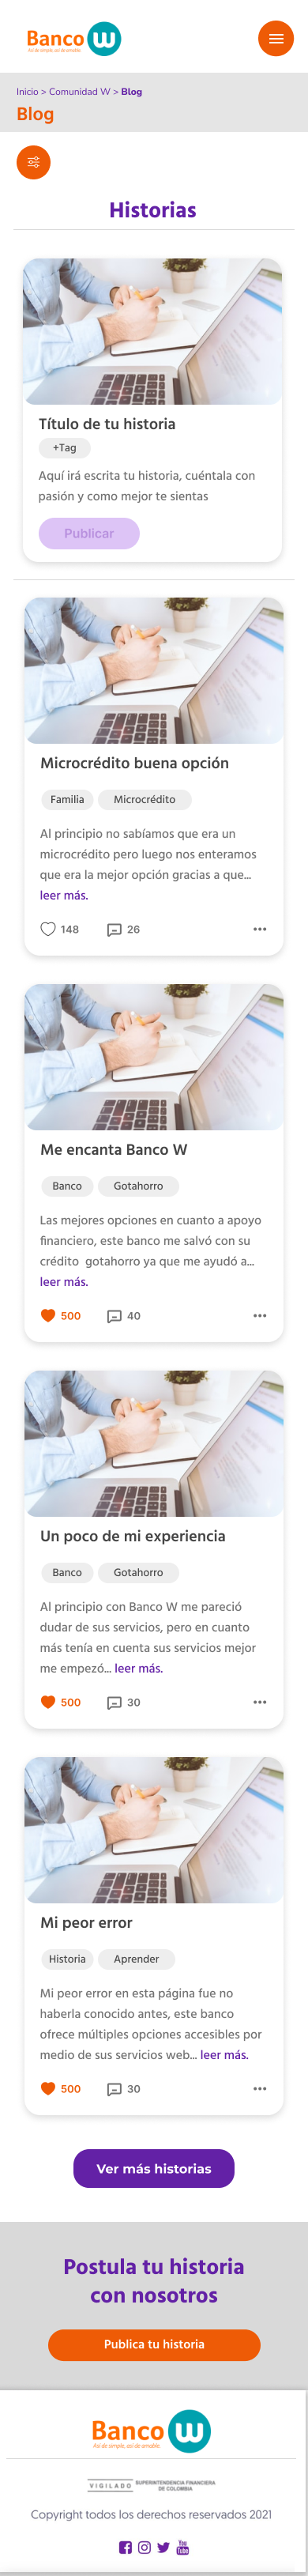 Banco W
Así de simple, así de amable.
Inicio > Comunidad W > Blog
Blog
Historias
Título de tu historia
+Tag
Aquí irá escrita tu historia, cuéntala con
pasión y como mejor te sientas
Publicar
Microcrédito buena opción
Familia Microcrédito
Al principio no sabíamos que era un
microcrédito pero luego nos enteramos
que era la mejor opción gracias a que...
leer más.
148 26
Me encanta Banco W
Banco Gotahorro
Las mejores opciones en cuanto a apoyo
financiero, este banco me salvó con su
crédito gotahorro ya que me ayudó a...
leer más.
500 40
Un poco de mi experiencia
Banco Gotahorro
Al principio con Banco W me pareció
dudar de sus servicios, pero en cuanto
más tenía en cuenta sus servicios mejor
me empezó... leer más.
500 30
Mi peor error
Historia Aprender
Mi peor error en esta página fue no
haberla conocido antes, este banco
ofrece múltiples opciones accesibles por
medio de sus servicios web... leer más.
500 30
Ver más historias
Postula tu historia
con nosotros
Publica tu historia
Banco W
Así de simple, así de amable.
VIGILADO SUPERINTENDENCIA FINANCIERA
DE COLOMBIA
Copyright todos los derechos reservados 2021
You Tube